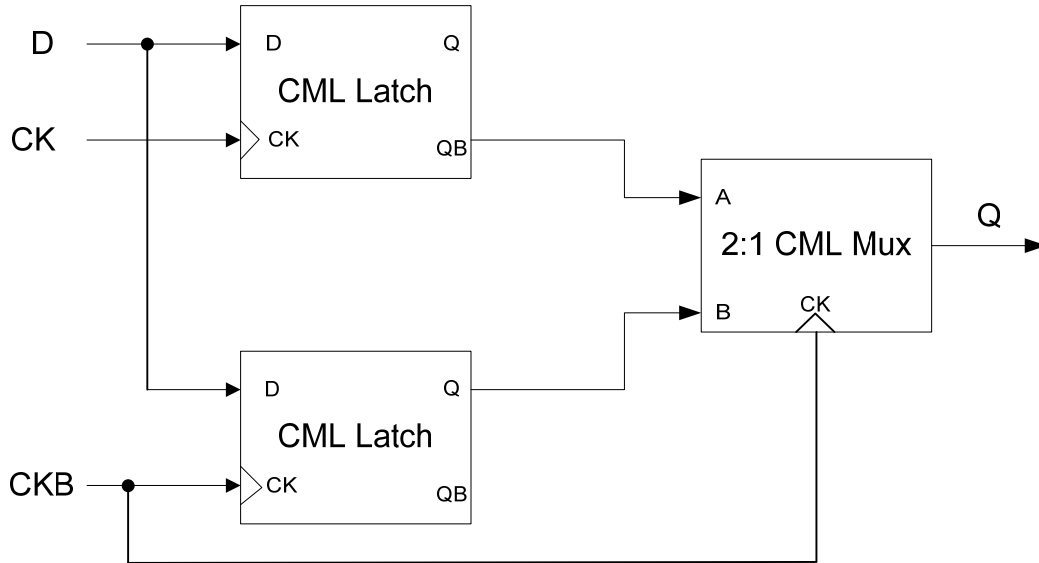 D
CK
D
Q
CML Latch
CK
QB
A
2:1 CML Mux
B
CK
Q
D
Q
CML Latch
CKB
CK
QB